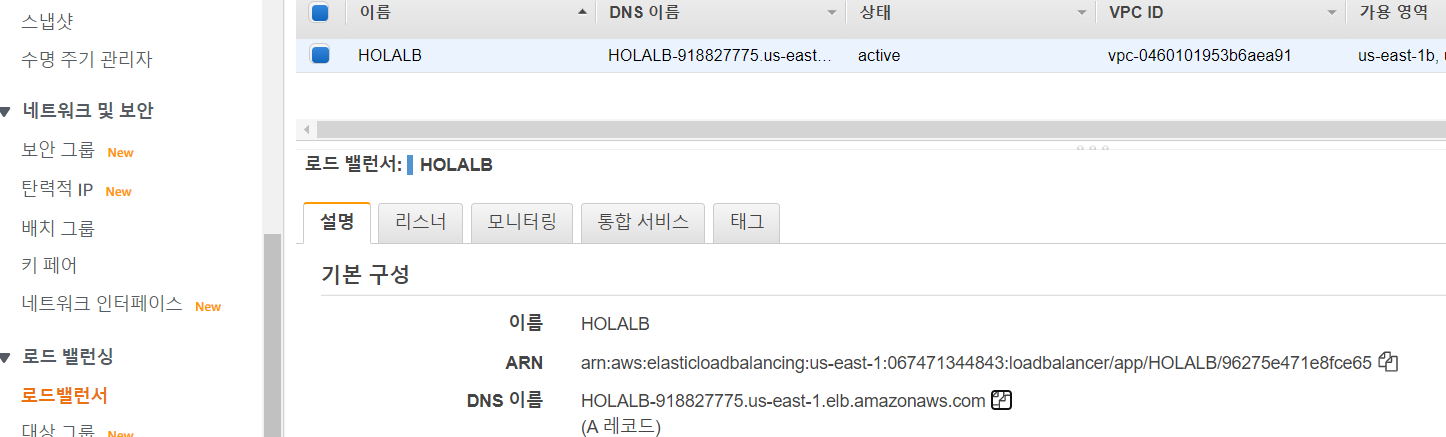 스냅샷
수명 주기 관리자
네트워크 및 보안
보안 그룹 New
탄력적 IP New
배치 그룹
키 페어
네트워크 인터페이스 New
로드 밸런싱
로드밸런서
대상 그룹 New
이름 DNS 이름 상태 VPC ID 가용 영역
HOLALB HOLALB-918827775.us-east... active vpc-0460101953b6aea91 us-east-1b,
로드 밸런서: HOLALB
설명 리스너 모니터링 통합 서비스 태그
기본 구성
이름 HOLALB
ARN arn:aws:elasticloadbalancing:us-east-1:067471344843:loadbalancer/app/HOLALB/96275e471e8fce65
DNS 이름 HOLALB-918827775.us-east-1.elb.amazonaws.com
(A 레코드)